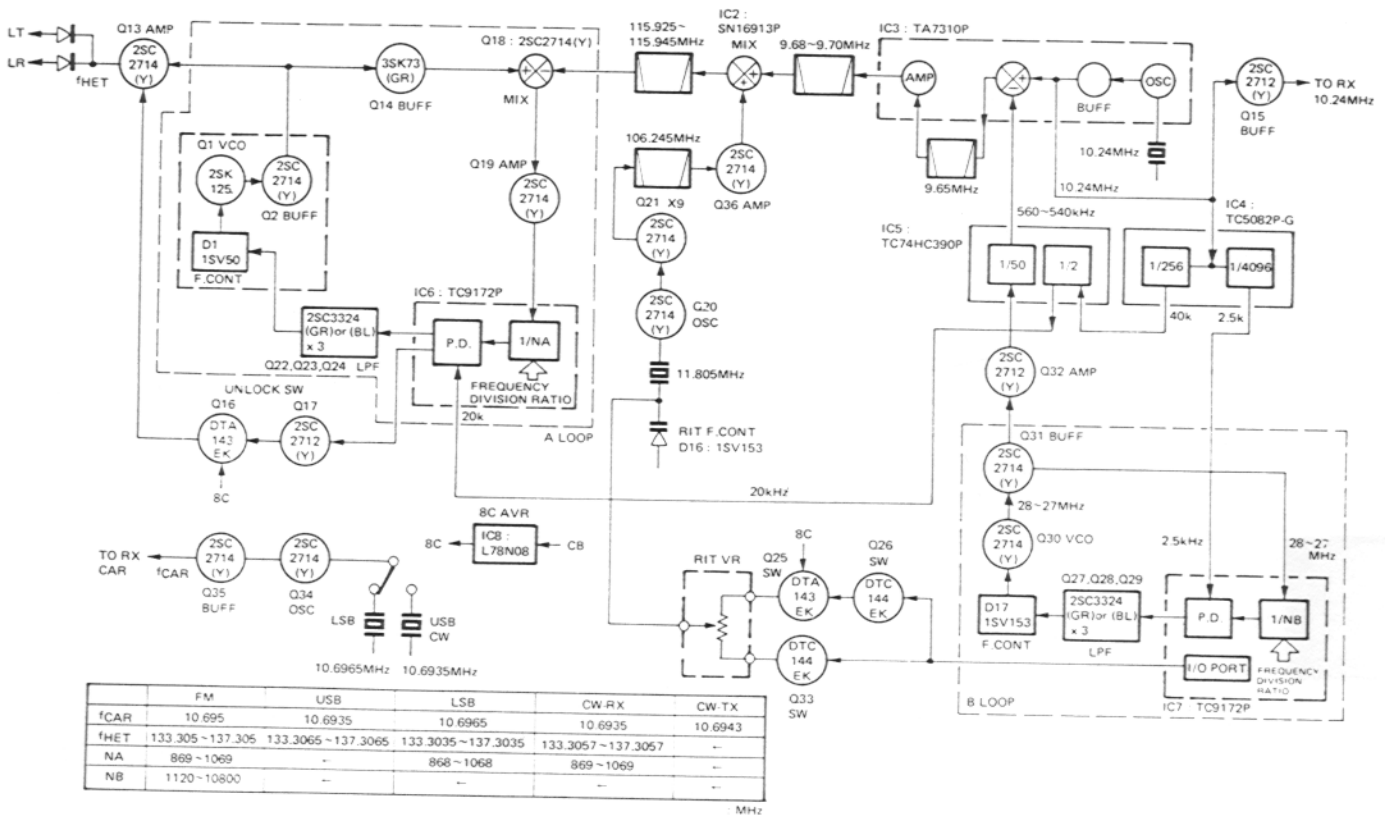 LT
LR
Q13 AMP
2SC
2714
(Y)
fHET
3SK73
(GR)
Q14 BUFF
Q18 : 2SC2714(Y)
MIX
115.925~
115.945MHz
IC2 :
SN16913P
MIX
9.68~9.70MHz
IC3 : TA7310P
AMP
BUFF
OSC
2SC
2712
(Y)
Q15
BUFF
TO RX
10.24MHz
10.24MHz
9.65MHz
10.24MHz
Q1 VCO
2SK
125.
2SC
2714
(Y)
Q2 BUFF
D1
1SV50
F.CONT
Q19 AMP
2SC
2714
(Y)
106.245MHz
2SC
2714
(Y)
Q36 AMP
Q21 X9
2SC
2714
(Y)
2SC
2714
(Y)
Q20
OSC
11.805MHz
RIT F.CONT
D16 : 1SV153
560~540kHz
IC5 :
TC74HC390P
1/50
1/2
IC4 :
TC5082P-G
1/256
1/4096
40k
2.5k
2SC3324
(GR)or (BL)
x 3
Q22,Q23,Q24 LPF
IC6 : TC9172P
P.D.
1/NA
FREQUENCY
DIVISION RATIO
20k
A LOOP
UNLOCK SW
Q16
DTA
143
EK
Q17
2SC
2712
(Y)
8C
2SC
2712
(Y)
Q32 AMP
Q31 BUFF
2SC
2714
(Y)
28~27MHz
2SC
2714
(Y)
Q30 VCO
20kHz
2.5kHz
28~27
MHz
D17
1SV153
F.CONT
Q27,Q28,Q29
2SC3324
(GR)or (BL)
x 3
LPF
P.D.
1/NB
I/O PORT
FREQUENCY
DIVISION
RATIO
B LOOP
IC7 : TC9172P
8C AVR
8C
IC8 :
L78N08
CB
TO RX
CAR
fCAR
2SC
2714
(Y)
Q35
BUFF
2SC
2714
(Y)
Q34
OSC
LSB
USB
CW
10.6965MHz
10.6935MHz
RIT VR
8C
Q25
SW
DTA
143
EK
Q26
SW
DTC
144
EK
DTC
144
EK
Q33
SW
FM USB LSB CW-RX CW-TX
fCAR 10.695 10.6935 10.6965 10.6935 10.6943
fHET 133.305~137.305 133.3065~137.3065 133.3035~137.3035 133.3057~137.3057 ←
NA 869~1069 ← 868~1068 869~1069 ←
NB 1120~10800 ← ← ← ←
: MHz